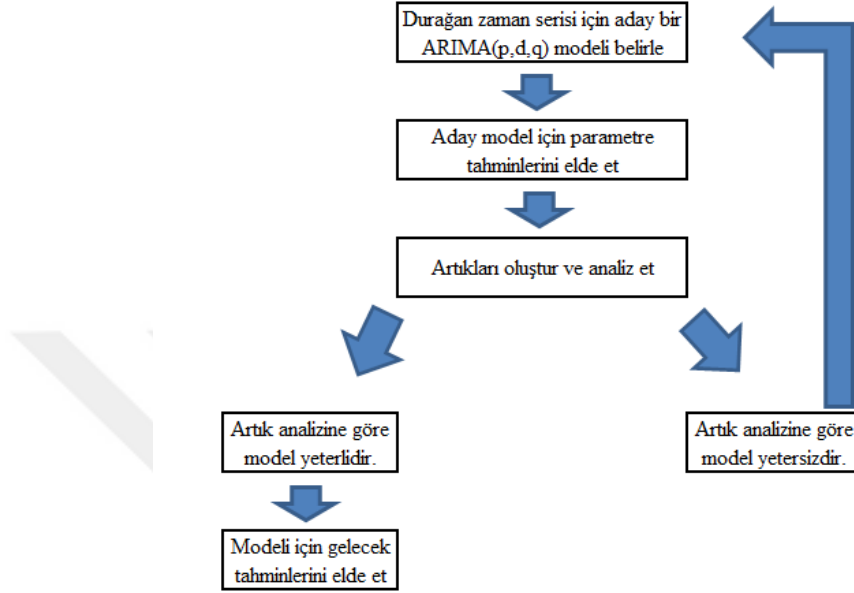 Durağan zaman serisi için aday bir
ARIMA(p,d,q) modeli belirle
Aday model için parametre
tahminlerini elde et
Artıkları oluştur ve analiz et
Artık analizine göre
model yeterlidir.
Artık analizine göre
model yetersizdir.
Modeli için gelecek
tahminlerini elde et